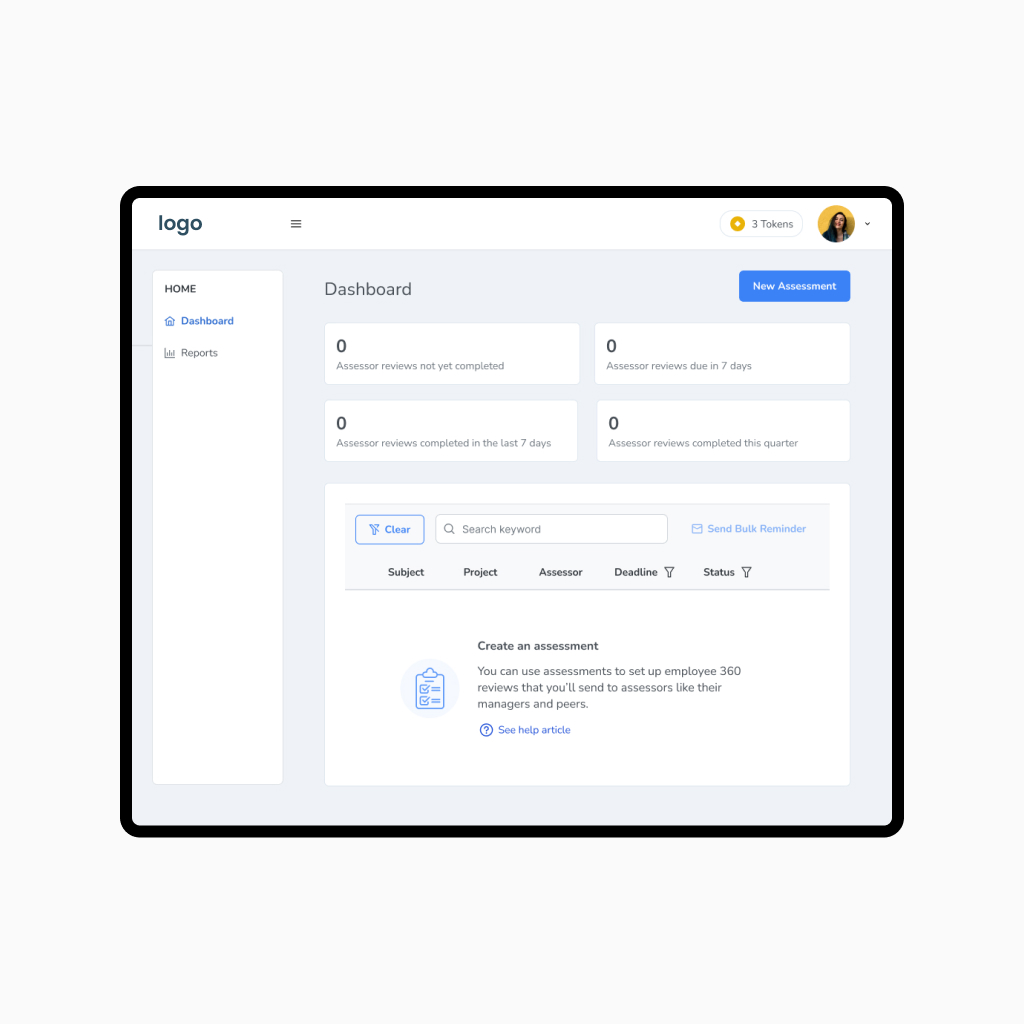 logo
3 Tokens
HOME
Dashboard
Reports
Dashboard
New Assessment
0
Assessor reviews not yet completed
0
Assessor reviews due in 7 days
0
Assessor reviews completed in the last 7 days
0
Assessor reviews completed this quarter
Clear
Search keyword
Send Bulk Reminder
Subject Project Assessor Deadline Status
Create an assessment
You can use assessments to set up employee 360
reviews that you’ll send to assessors like their
managers and peers.
See help article